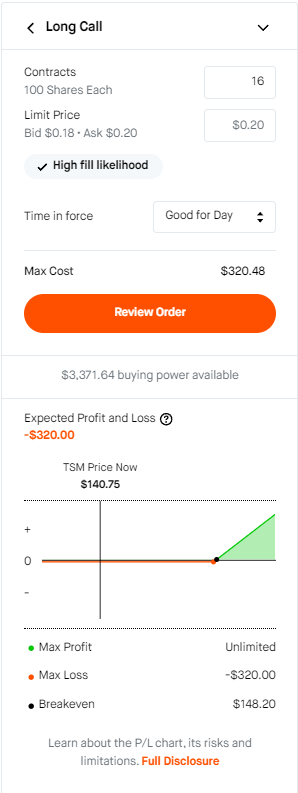 Long Call
Contracts
100 Shares Each
16
Limit Price
Bid $0.18 • Ask $0.20
$0.20
High fill likelihood
Time in force
Good for Day
Max Cost
$320.48
Review Order
$3,371.64 buying power available
Expected Profit and Loss ?
-$320.00
TSM Price Now
$140.75
+
0
-
Max Profit
Unlimited
Max Loss
-$320.00
Breakeven
$148.20
Learn about the P/L chart, its risks and
limitations. Full Disclosure